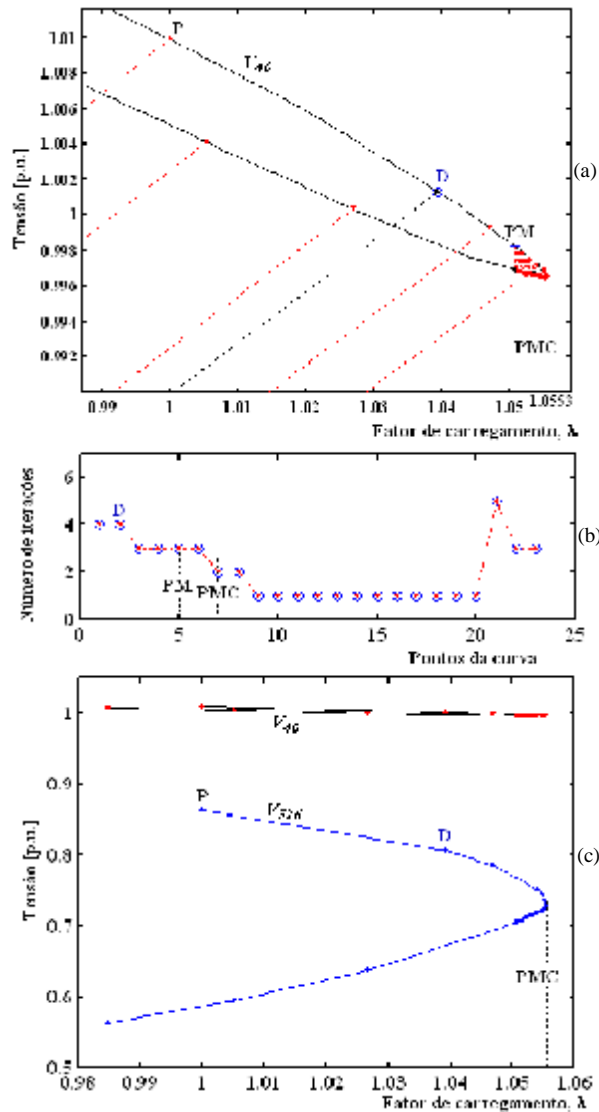 1.01
1.008
1.006
1.004
1.002
1
0.998
0.996
0.994
0.992
Tensão [p.u.]
P
D
PM
PMC
(a)
0.99 1 1.01 1.02 1.03 1.04 1.05 1.0553
Fator de carregamento, λ
Numero de iterações
6
4
2
0
D
PM
PMC
(b)
0 5 10 15 20 25
Pontos da curva
Tensão [p.u.]
1
0.9
0.8
0.7
0.6
0.5
P
D
PMC
(c)
0.98 0.99 1 1.01 1.02 1.03 1.04 1.05 1.06
Fator de carregamento, λ